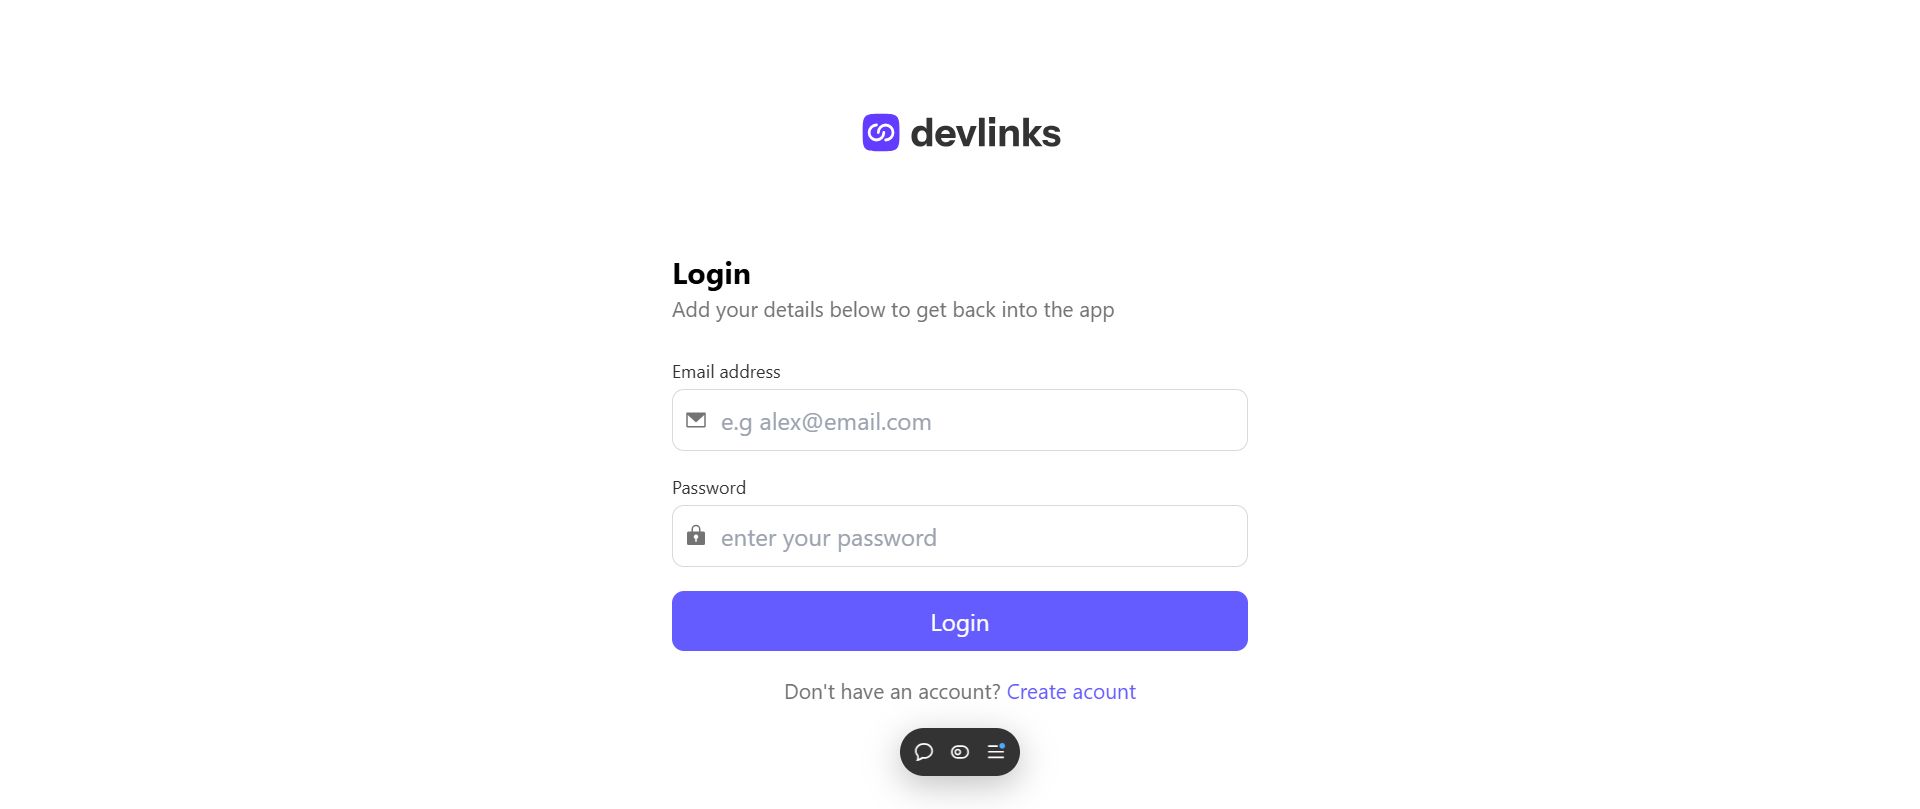 devlinks
Login
Add your details below to get back into the app
Email address
e.g alex@email.com
Password
enter your password
Login
Don't have an account? Create acount